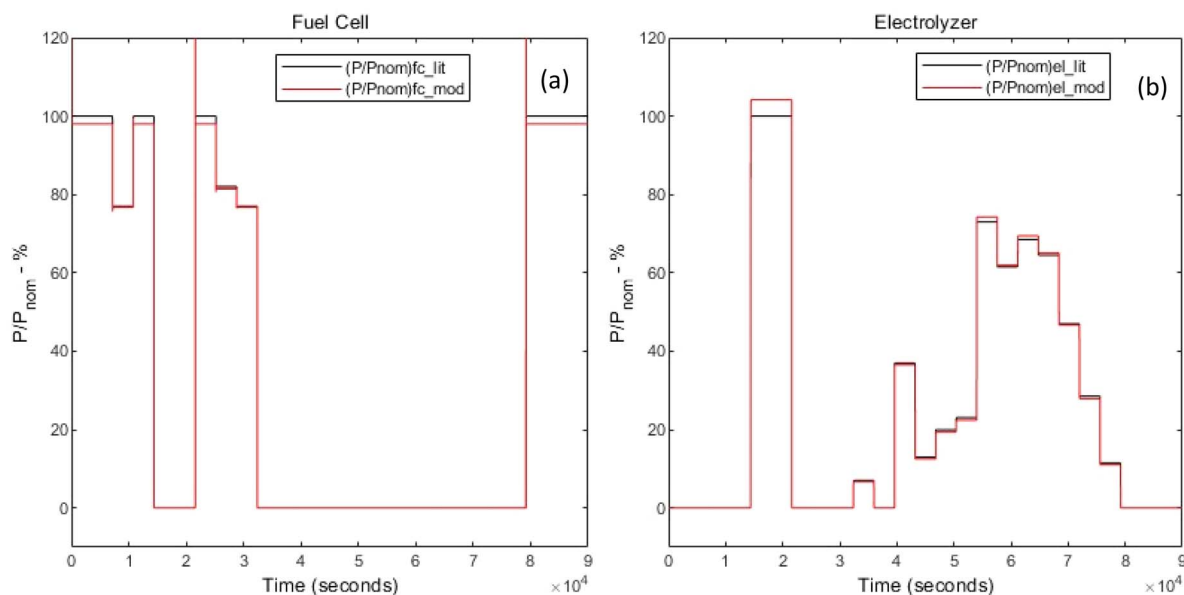 Fuel Cell
120
100
80
60
40
20
0
P/Pnom - %
(P/Pnom)fc_lit
(P/Pnom)fc_mod
(a)
0 1 2 3 4 5 6 7 8 9
Time (seconds)
×10^4
Electrolyzer
120
100
80
60
40
20
0
P/Pnom - %
(P/Pnom)el_lit
(P/Pnom)el_mod
(b)
0 1 2 3 4 5 6 7 8 9
Time (seconds)
×10^4